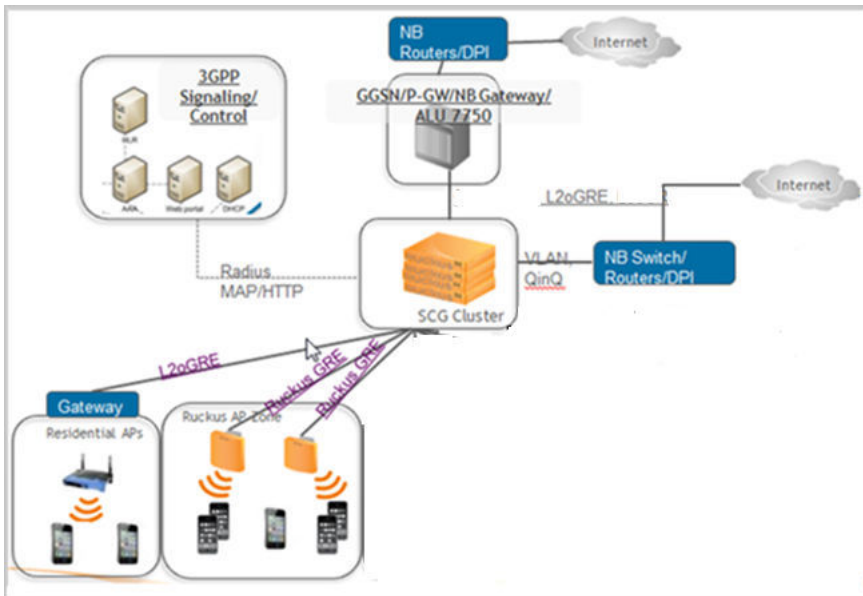 NB
Routers/DPI
Internet
3GPP
Signaling/
Control
GGSN/P-GW/NB Gateway/
ALU 7750
HLR
AAA
Web portal
DHCP
L2oGRE,
Internet
Radius
MAP/HTTP
VLAN,
QinQ
NB Switch/
Routers/DPI
SCG Cluster
L2oGRE
Ruckus GRE
Ruckus GRE
Gateway
Residential APs
Ruckus AP Zone